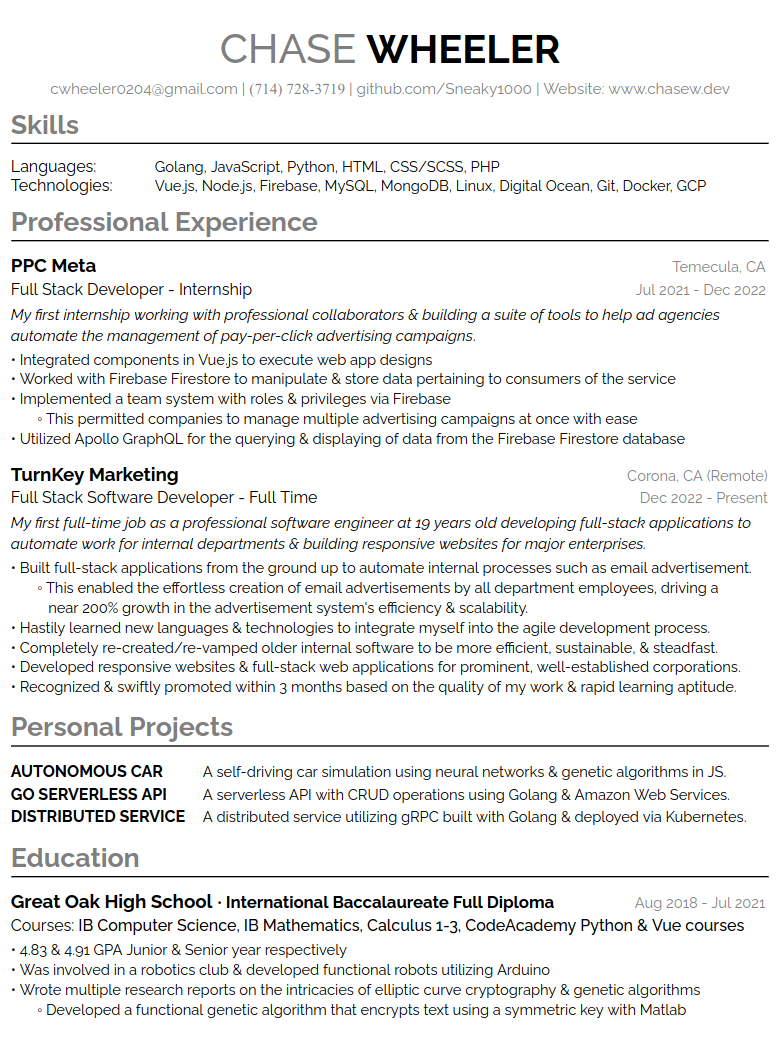 CHASE WHEELER
cwheeler0204@gmail.com | (714) 728-3719 | github.com/Sneaky1000 | Website: www.chasew.dev
Skills
Languages: Golang, JavaScript, Python, HTML, CSS/SCSS, PHP
Technologies: Vue.js, Node.js, Firebase, MySQL, MongoDB, Linux, Digital Ocean, Git, Docker, GCP
Professional Experience
PPC Meta Temecula, CA
Full Stack Developer - Internship Jul 2021 - Dec 2022
My first internship working with professional collaborators & building a suite of tools to help ad agencies
automate the management of pay-per-click advertising campaigns.
• Integrated components in Vue.js to execute web app designs
• Worked with Firebase Firestore to manipulate & store data pertaining to consumers of the service
• Implemented a team system with roles & privileges via Firebase
◦ This permitted companies to manage multiple advertising campaigns at once with ease
• Utilized Apollo GraphQL for the querying & displaying of data from the Firebase Firestore database
TurnKey Marketing Corona, CA (Remote)
Full Stack Software Developer - Full Time Dec 2022 - Present
My first full-time job as a professional software engineer at 19 years old developing full-stack applications to
automate work for internal departments & building responsive websites for major enterprises.
• Built full-stack applications from the ground up to automate internal processes such as email advertisement.
◦ This enabled the effortless creation of email advertisements by all department employees, driving a
near 200% growth in the advertisement system's efficiency & scalability.
• Hastily learned new languages & technologies to integrate myself into the agile development process.
• Completely re-created/re-vamped older internal software to be more efficient, sustainable, & steadfast.
• Developed responsive websites & full-stack web applications for prominent, well-established corporations.
• Recognized & swiftly promoted within 3 months based on the quality of my work & rapid learning aptitude.
Personal Projects
AUTONOMOUS CAR A self-driving car simulation using neural networks & genetic algorithms in JS.
GO SERVERLESS API A serverless API with CRUD operations using Golang & Amazon Web Services.
DISTRIBUTED SERVICE A distributed service utilizing gRPC built with Golang & deployed via Kubernetes.
Education
Great Oak High School · International Baccalaureate Full Diploma Aug 2018 - Jul 2021
Courses: IB Computer Science, IB Mathematics, Calculus 1-3, CodeAcademy Python & Vue courses
• 4.83 & 4.91 GPA Junior & Senior year respectively
• Was involved in a robotics club & developed functional robots utilizing Arduino
• Wrote multiple research reports on the intricacies of elliptic curve cryptography & genetic algorithms
◦ Developed a functional genetic algorithm that encrypts text using a symmetric key with Matlab